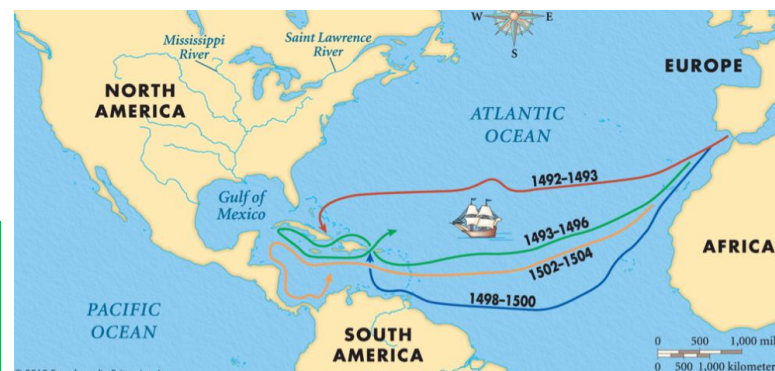 W
E
S
Mississippi
River
Saint Lawrence
River
NORTH
AMERICA
EUROPE
ATLANTIC
OCEAN
1492–1493
Gulf of
Mexico
1493–1496
1502–1504
AFRICA
1498–1500
PACIFIC
OCEAN
SOUTH
AMERICA
0 500 1,000 mil
0 500 1,000 kilometer